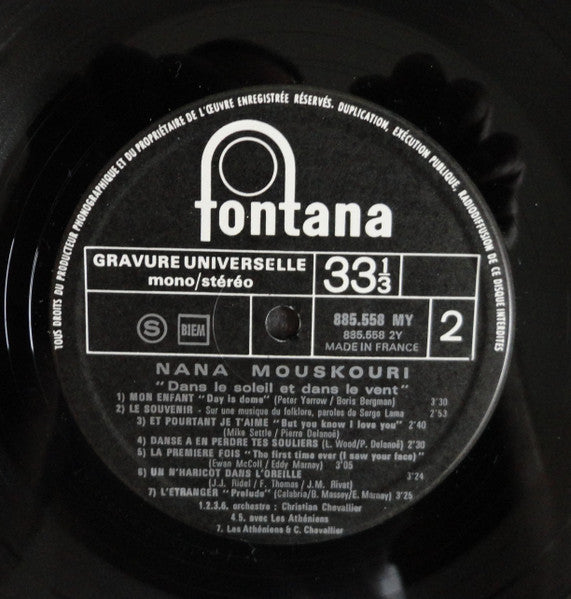 TOUS DROITS DU PRODUCTEUR PHONOGRAPHIQUE ET DU PROPRIÉTAIRE DE L'ŒUVRE ENREGISTRÉE RÉSERVÉS. DUPLICATION, EXÉCUTION PUBLIQUE, RADIODIFFUSION DE CE DISQUE INTERDITES
fontana
GRAVURE UNIVERSELLE
mono/stéréo
33 1/3
S BIEM
885.558 MY
885.558 2Y
MADE IN FRANCE
2
NANA MOUSKOURI
"Dans le soleil et dans le vent"
1) MON ENFANT "Day is dome" (Peter Yarrow / Boris Bergman) 3'30
2) LE SOUVENIR - Sur une musique du folklore, paroles de Serge Lama 2'53
3) ET POURTANT JE T'AIME "But you know I love you" 2'40
(Mike Settle / Pierre Delanoë)
4) DANSE A EN PERDRE TES SOULIERS (L. Wood/P. Delanoë) 2'30
5) LA PREMIERE FOIS "The first time ever (I saw your face)"
(Ewan McColl / Eddy Marnay) 3'05
6) UN N'HARICOT DANS L'OREILLE 3'24
(J.J. Ridel / F. Thomas / J.M. Rivat)
7) L'ETRANGER "Prelude" (Calabria/B. Massoy/E. Marnay) 3'25
1.2.3.6. orchestre : Christian Chevallier
4.5. avec Les Athéniens
7. Les Athéniens & C. Chevallier